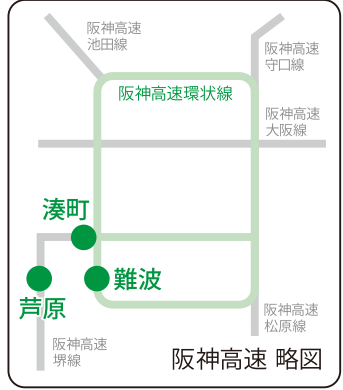 阪神高速
池田線
阪神高速
守口線
阪神高速環状線
阪神高速
大阪線
湊町
難波
芦原
阪神高速
松原線
阪神高速
堺線
阪神高速 略図